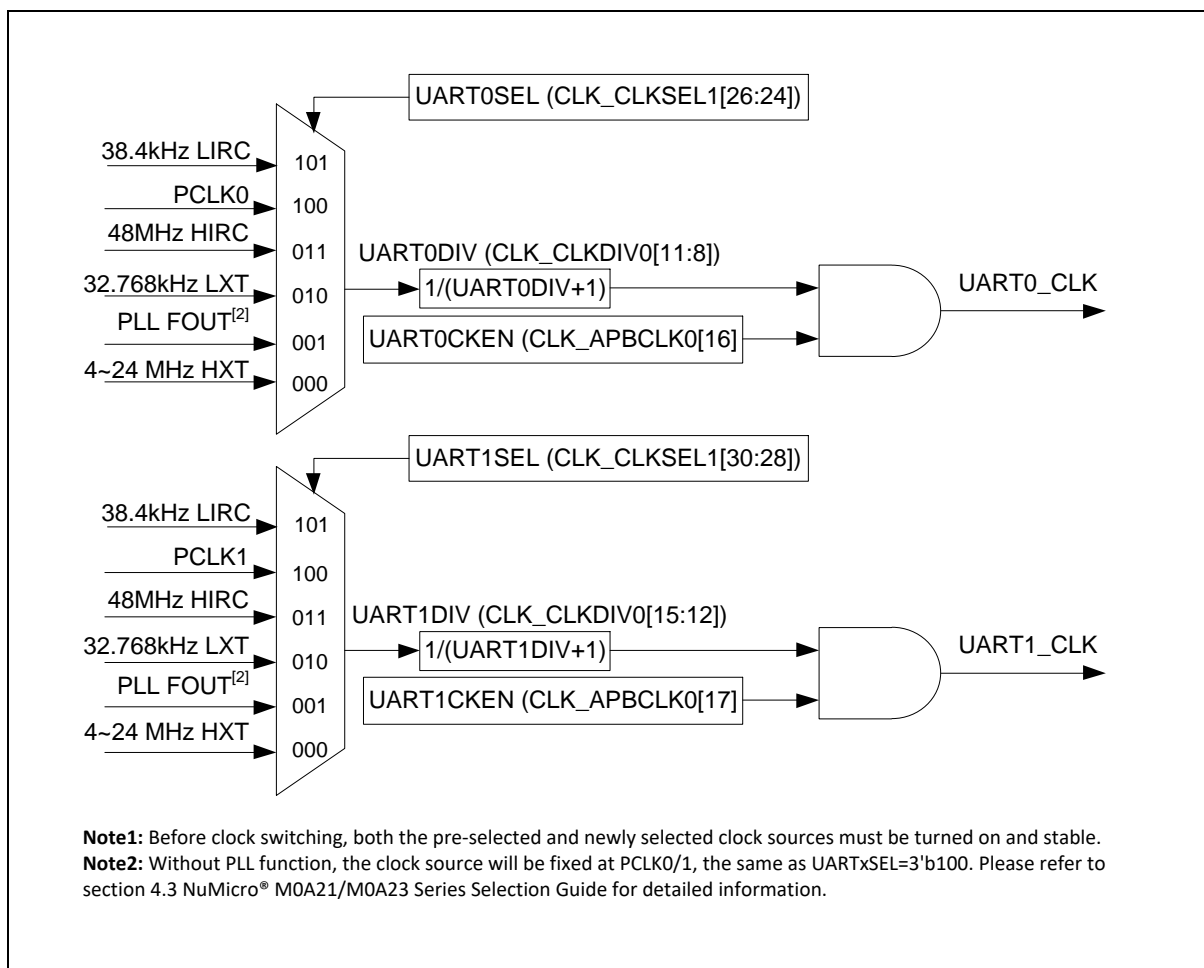 UART0SEL (CLK_CLKSEL1[26:24])
38.4kHz LIRC
101
PCLK0
100
48MHz HIRC
011
UART0DIV (CLK_CLKDIV0[11:8])
32.768kHz LXT
010
1/(UART0DIV+1)
UART0_CLK
PLL FOUT[2]
001
UART0CKEN (CLK_APBCLK0[16]
4~24 MHz HXT
000
UART1SEL (CLK_CLKSEL1[30:28])
38.4kHz LIRC
101
PCLK1
100
48MHz HIRC
011
UART1DIV (CLK_CLKDIV0[15:12])
32.768kHz LXT
010
1/(UART1DIV+1)
UART1_CLK
PLL FOUT[2]
001
UART1CKEN (CLK_APBCLK0[17]
4~24 MHz HXT
000
Note1: Before clock switching, both the pre-selected and newly selected clock sources must be turned on and stable.
Note2: Without PLL function, the clock source will be fixed at PCLK0/1, the same as UARTxSEL=3'b100. Please refer to
section 4.3 NuMicro® M0A21/M0A23 Series Selection Guide for detailed information.